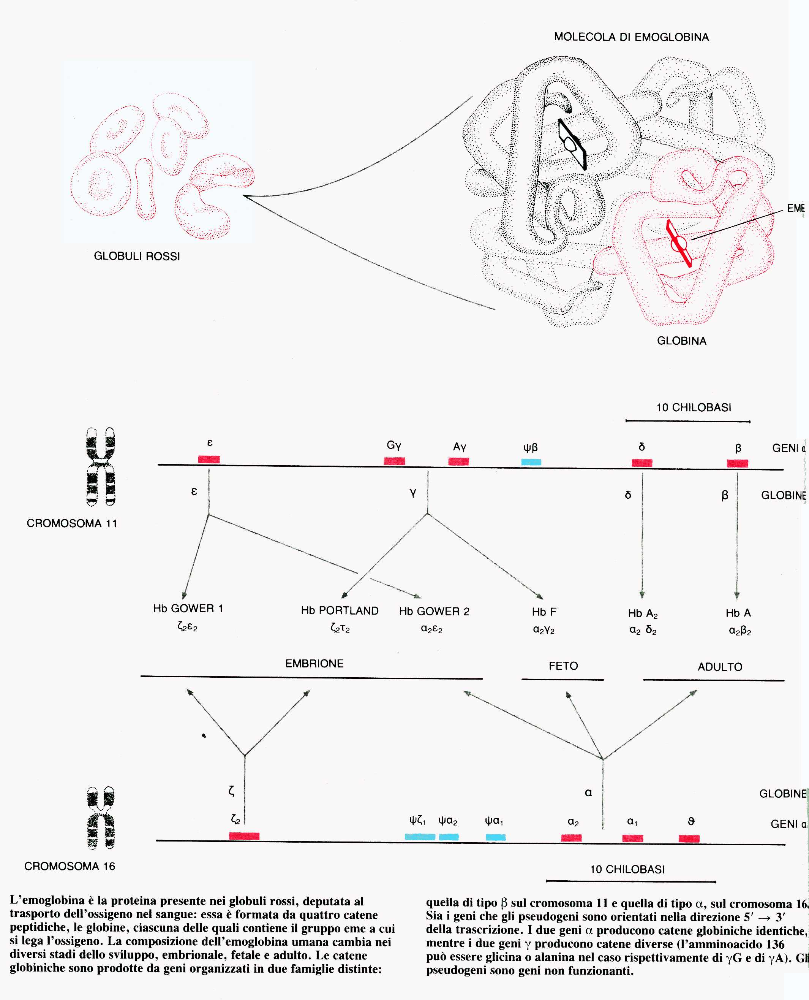 MOLECOLA DI EMOGLOBINA
EME
GLOBULI ROSSI
GLOBINA
10 CHILOBASI
ε Gγ Aγ ψβ δ β GENI α
ε γ δ β GLOBINE
CROMOSOMA 11
Hb GOWER 1 Hb PORTLAND Hb GOWER 2 Hb F Hb A₂ Hb A
ζ₂ε₂ ζ₂τ₂ α₂ε₂ α₂γ₂ α₂ δ₂ α₂β₂
EMBRIONE FETO ADULTO
ζ α GLOBINE
ζ₂ ψζ₁ ψα₂ ψα₁ α₂ α₁ ϑ GENI α
CROMOSOMA 16
10 CHILOBASI
L'emoglobina è la proteina presente nei globuli rossi, deputata al
trasporto dell'ossigeno nel sangue: essa è formata da quattro catene
peptidiche, le globine, ciascuna delle quali contiene il gruppo eme a cui
si lega l'ossigeno. La composizione dell'emoglobina umana cambia nei
diversi stadi dello sviluppo, embrionale, fetale e adulto. Le catene
globiniche sono prodotte da geni organizzati in due famiglie distinte:
quella di tipo β sul cromosoma 11 e quella di tipo α, sul cromosoma 16.
Sia i geni che gli pseudogeni sono orientati nella direzione 5′ → 3′
della trascrizione. I due geni α producono catene globiniche identiche,
mentre i due geni γ producono catene diverse (l'amminoacido 136
può essere glicina o alanina nel caso rispettivamente di γG e di γA). Gli
pseudogeni sono geni non funzionanti.